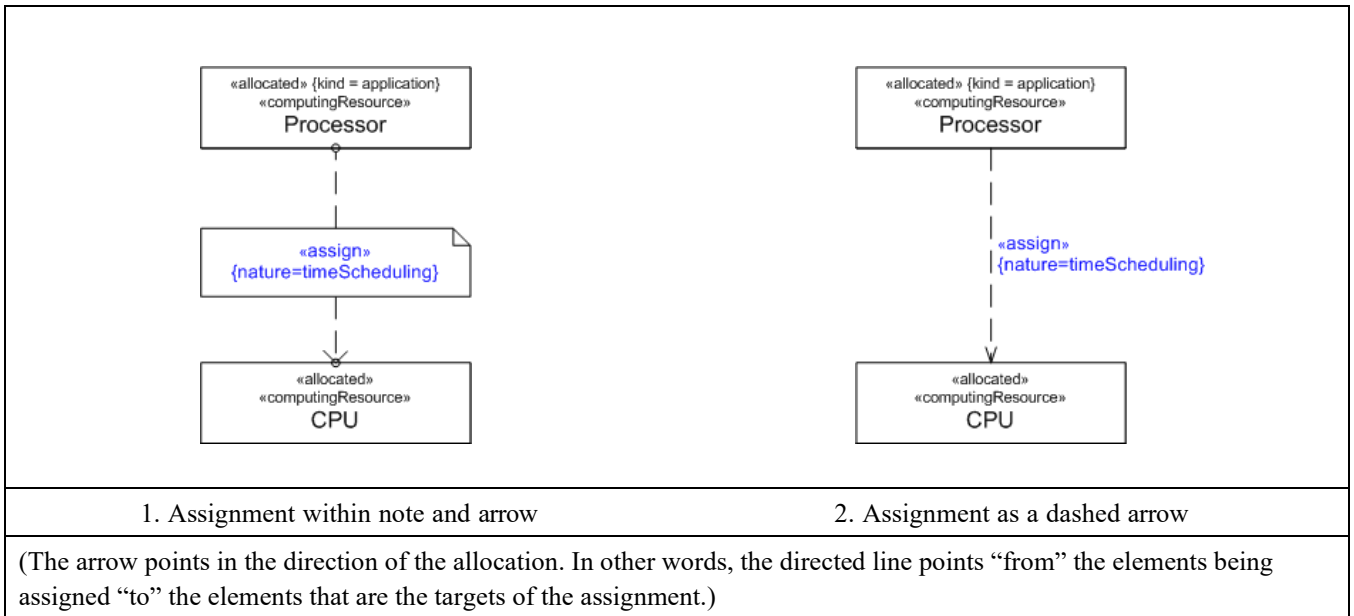 «allocated» {kind = application}
«computingResource»
Processor
«assign»
{nature=timeScheduling}
«allocated»
«computingResource»
CPU
«allocated» {kind = application}
«computingResource»
Processor
«assign»
{nature=timeScheduling}
«allocated»
«computingResource»
CPU
1. Assignment within note and arrow
2. Assignment as a dashed arrow
(The arrow points in the direction of the allocation. In other words, the directed line points “from” the elements being
assigned “to” the elements that are the targets of the assignment.)